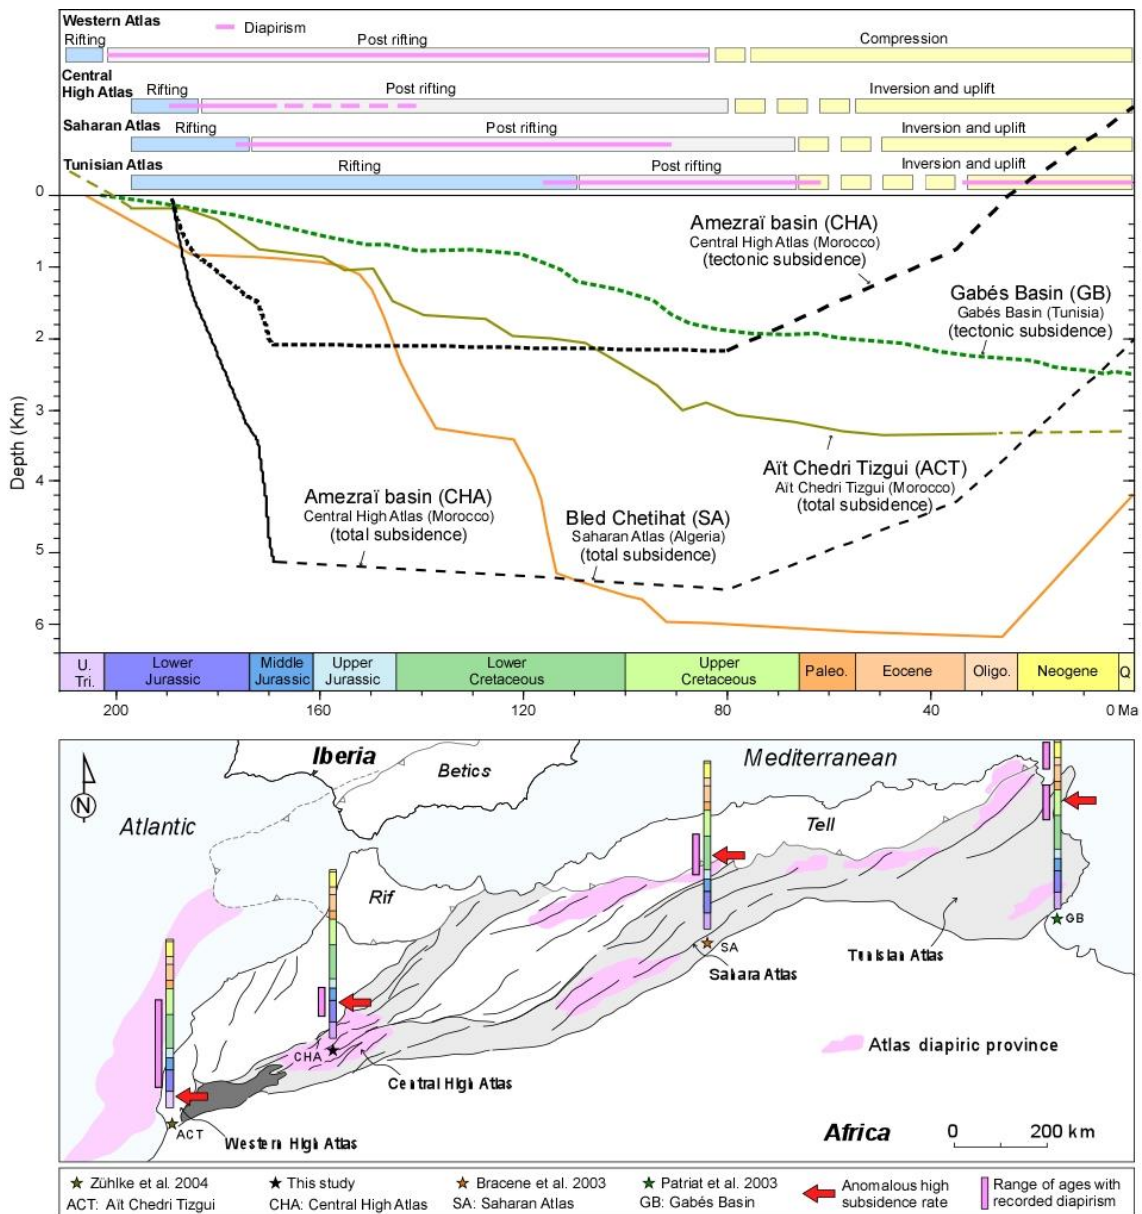 Western Atlas
Diapirism
Rifting
Post rifting
Compression
Central
High Atlas
Rifting
Post rifting
Inversion and uplift
Saharan Atlas
Rifting
Post rifting
Inversion and uplift
Tunisian Atlas
Rifting
Post rifting
Inversion and uplift
0
1
2
3
4
5
6
Depth (Km)
Amezraï basin (CHA)
Central High Atlas (Morocco)
(tectonic subsidence)
Gabés Basin (GB)
Gabés Basin (Tunisia)
(tectonic subsidence)
Aït Chedri Tizgui (ACT)
Aït Chedri Tizgui (Morocco)
(total subsidence)
Amezraï basin (CHA)
Central High Atlas (Morocco)
(total subsidence)
Bled Chetihat (SA)
Saharan Atlas (Algeria)
(total subsidence)
U.
Tri.
Lower
Jurassic
Middle
Jurassic
Upper
Jurassic
Lower
Cretaceous
Upper
Cretaceous
Paleo.
Eocene
Oligo.
Neogene
Q
200 160 120 80 40 0 Ma
N
Iberia
Betics
Mediterranean
Atlantic
Tell
Rif
GB
SA
Tunisian Atlas
Sahara Atlas
CHA
Atlas diapiric province
Central High Atlas
ACT
Western High Atlas
Africa
0 200 km
Zühlke et al. 2004
ACT: Aït Chedri Tizgui
This study
CHA: Central High Atlas
Bracene et al. 2003
SA: Saharan Atlas
Patriat et al. 2003
GB: Gabés Basin
Anomalous high
subsidence rate
Range of ages with
recorded diapirism